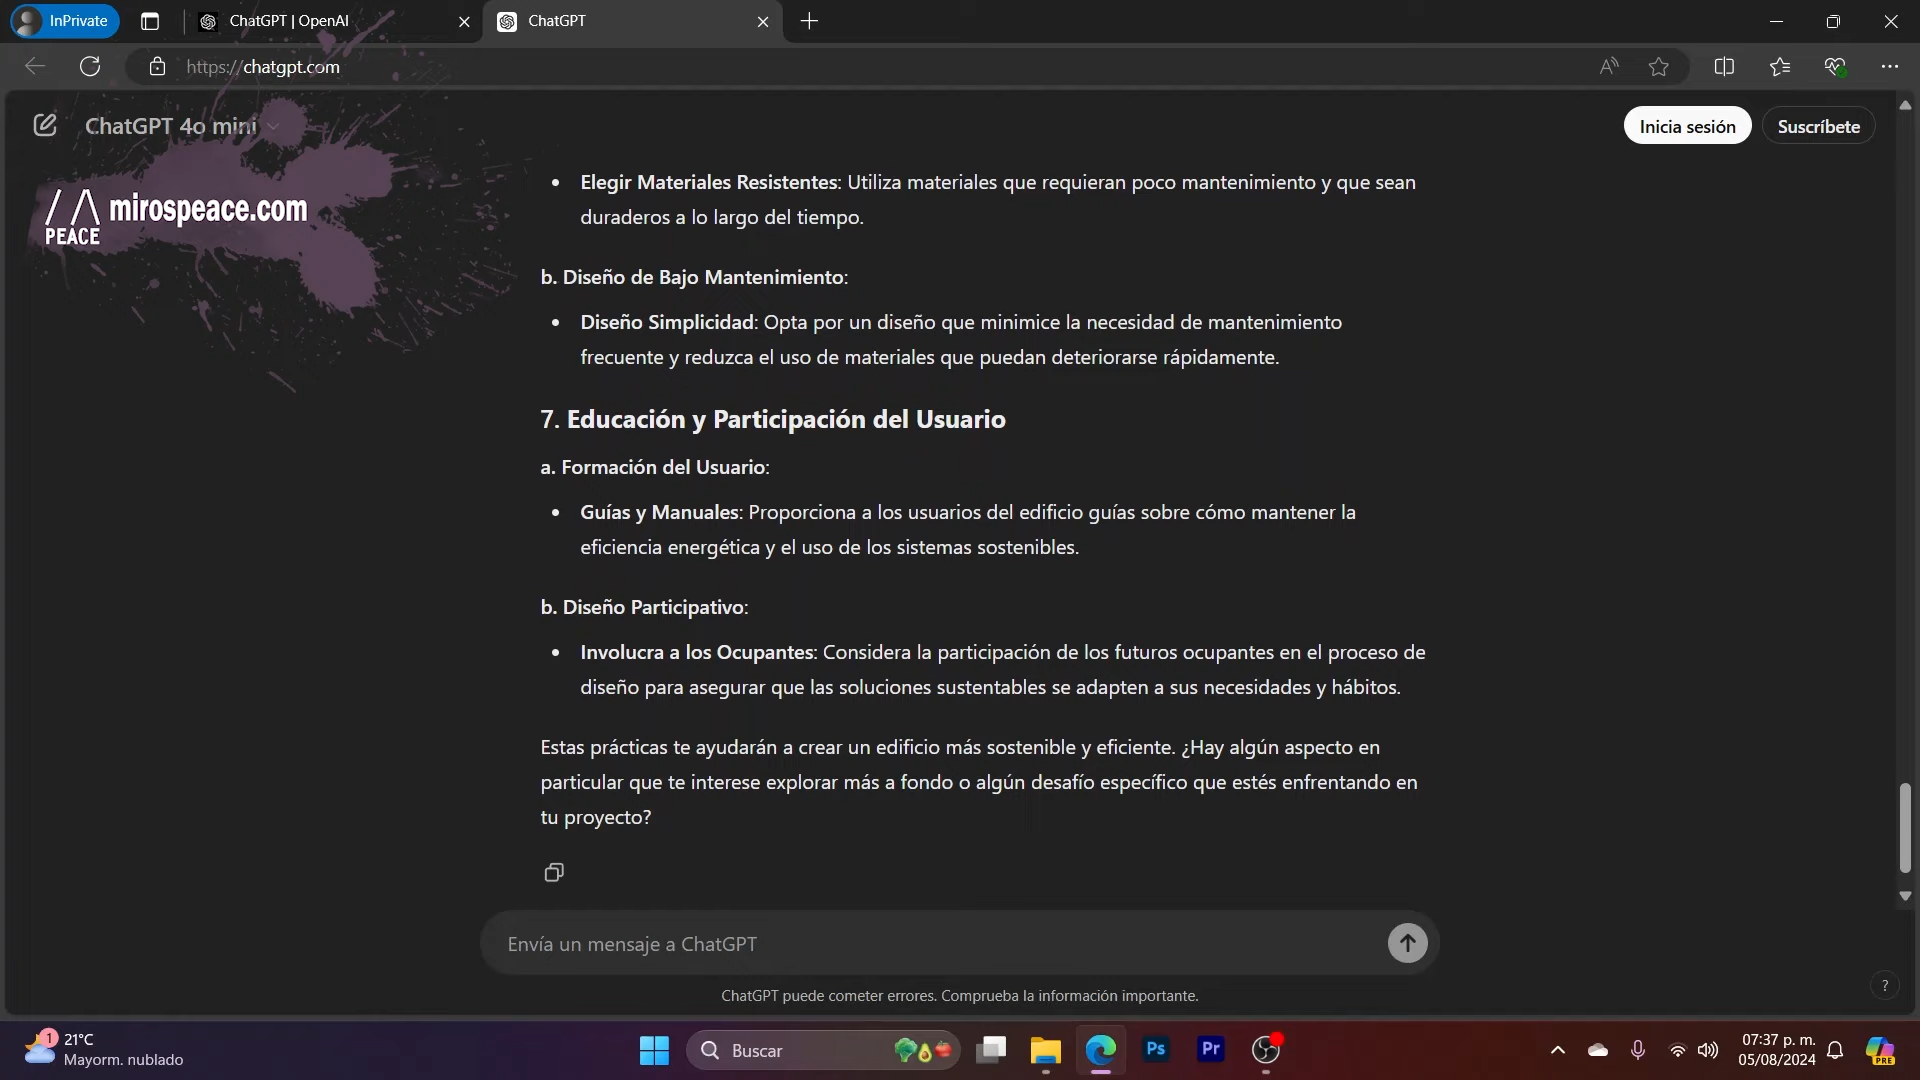 InPrivate
ChatGPT | OpenAI
ChatGPT
https://chatgpt.com
ChatGPT 4o mini
Inicia sesión
Suscríbete
PEACE
mirospeace.com
• Elegir Materiales Resistentes: Utiliza materiales que requieran poco mantenimiento y que sean
duraderos a lo largo del tiempo.
b. Diseño de Bajo Mantenimiento:
• Diseño Simplicidad: Opta por un diseño que minimice la necesidad de mantenimiento
frecuente y reduzca el uso de materiales que puedan deteriorarse rápidamente.
7. Educación y Participación del Usuario
a. Formación del Usuario:
• Guías y Manuales: Proporciona a los usuarios del edificio guías sobre cómo mantener la
eficiencia energética y el uso de los sistemas sostenibles.
b. Diseño Participativo:
• Involucra a los Ocupantes: Considera la participación de los futuros ocupantes en el proceso de
diseño para asegurar que las soluciones sustentables se adapten a sus necesidades y hábitos.
Estas prácticas te ayudarán a crear un edificio más sostenible y eficiente. ¿Hay algún aspecto en
particular que te interese explorar más a fondo o algún desafío específico que estés enfrentando en
tu proyecto?
Envía un mensaje a ChatGPT
ChatGPT puede cometer errores. Comprueba la información importante.
?
1
21°C
Mayorm. nublado
Buscar
Ps
Pr
07:37 p. m.
05/08/2024
PRE